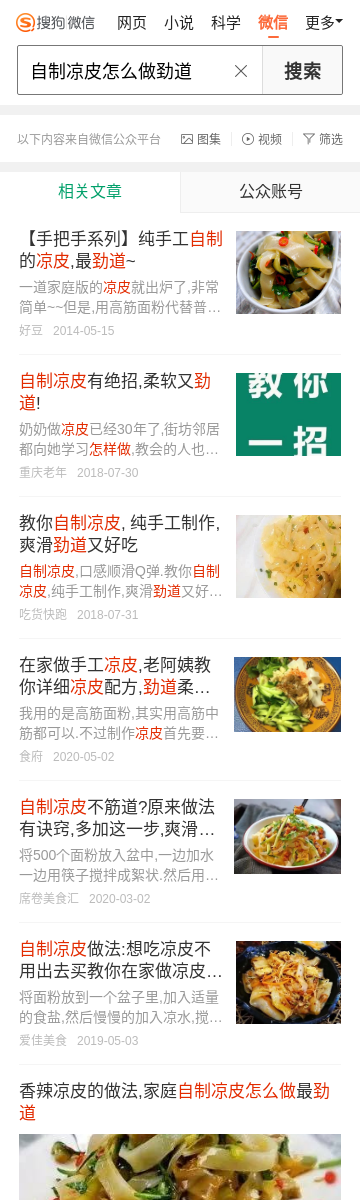 搜狗微信 网页 小说 科学 微信 更多
自制凉皮怎么做劲道 搜索
以下内容来自微信公众平台 图集 视频 筛选
相关文章 公众账号
【手把手系列】纯手工自制
的凉皮,最劲道~
一道家庭版的凉皮就出炉了,非常
简单~~但是,用高筋面粉代替普…
好豆 2014-05-15
自制凉皮有绝招,柔软又劲
道!
奶奶做凉皮已经30年了,街坊邻居
都向她学习怎样做,教会的人也…
重庆老年 2018-07-30
教你
一招
教你自制凉皮, 纯手工制作,
爽滑劲道又好吃
自制凉皮,口感顺滑Q弹.教你自制
凉皮,纯手工制作,爽滑劲道又好…
吃货快跑 2018-07-31
在家做手工凉皮,老阿姨教
你详细凉皮配方,劲道柔…
我用的是高筋面粉,其实用高筋中
筋都可以.不过制作凉皮首先要…
食府 2020-05-02
自制凉皮不筋道?原来做法
有诀窍,多加这一步,爽滑…
将500个面粉放入盆中,一边加水
一边用筷子搅拌成絮状.然后用…
席卷美食汇 2020-03-02
自制凉皮做法:想吃凉皮不
用出去买教你在家做凉皮…
将面粉放到一个盆子里,加入适量
的食盐,然后慢慢的加入凉水,搅…
爱佳美食 2019-05-03
香辣凉皮的做法,家庭自制凉皮怎么做最劲
道